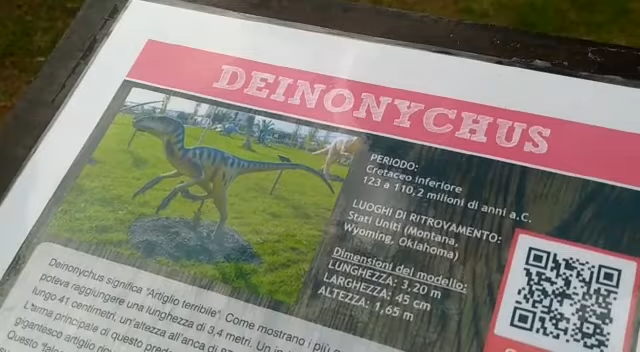 DEINONYCHUS
PERIODO:
Cretaceo inferiore
123 a 110,2 milioni di anni a.C.
LUOGHI DI RITROVAMENTO:
Stati Uniti (Montana,
Wyoming, Oklahoma)
Dimensioni del modello:
LUNGHEZZA: 3,20 m
LARGHEZZA: 45 cm
ALTEZZA: 1,65 m
Deinonychus significa "Artiglio terribile". Come mostrano i più
poteva raggiungere una lunghezza di 3,4 metri. Un
lungo 41 centimetri, un'altezza all'anca di
L'arma principale di questo
gigantesco artiglio
Questo